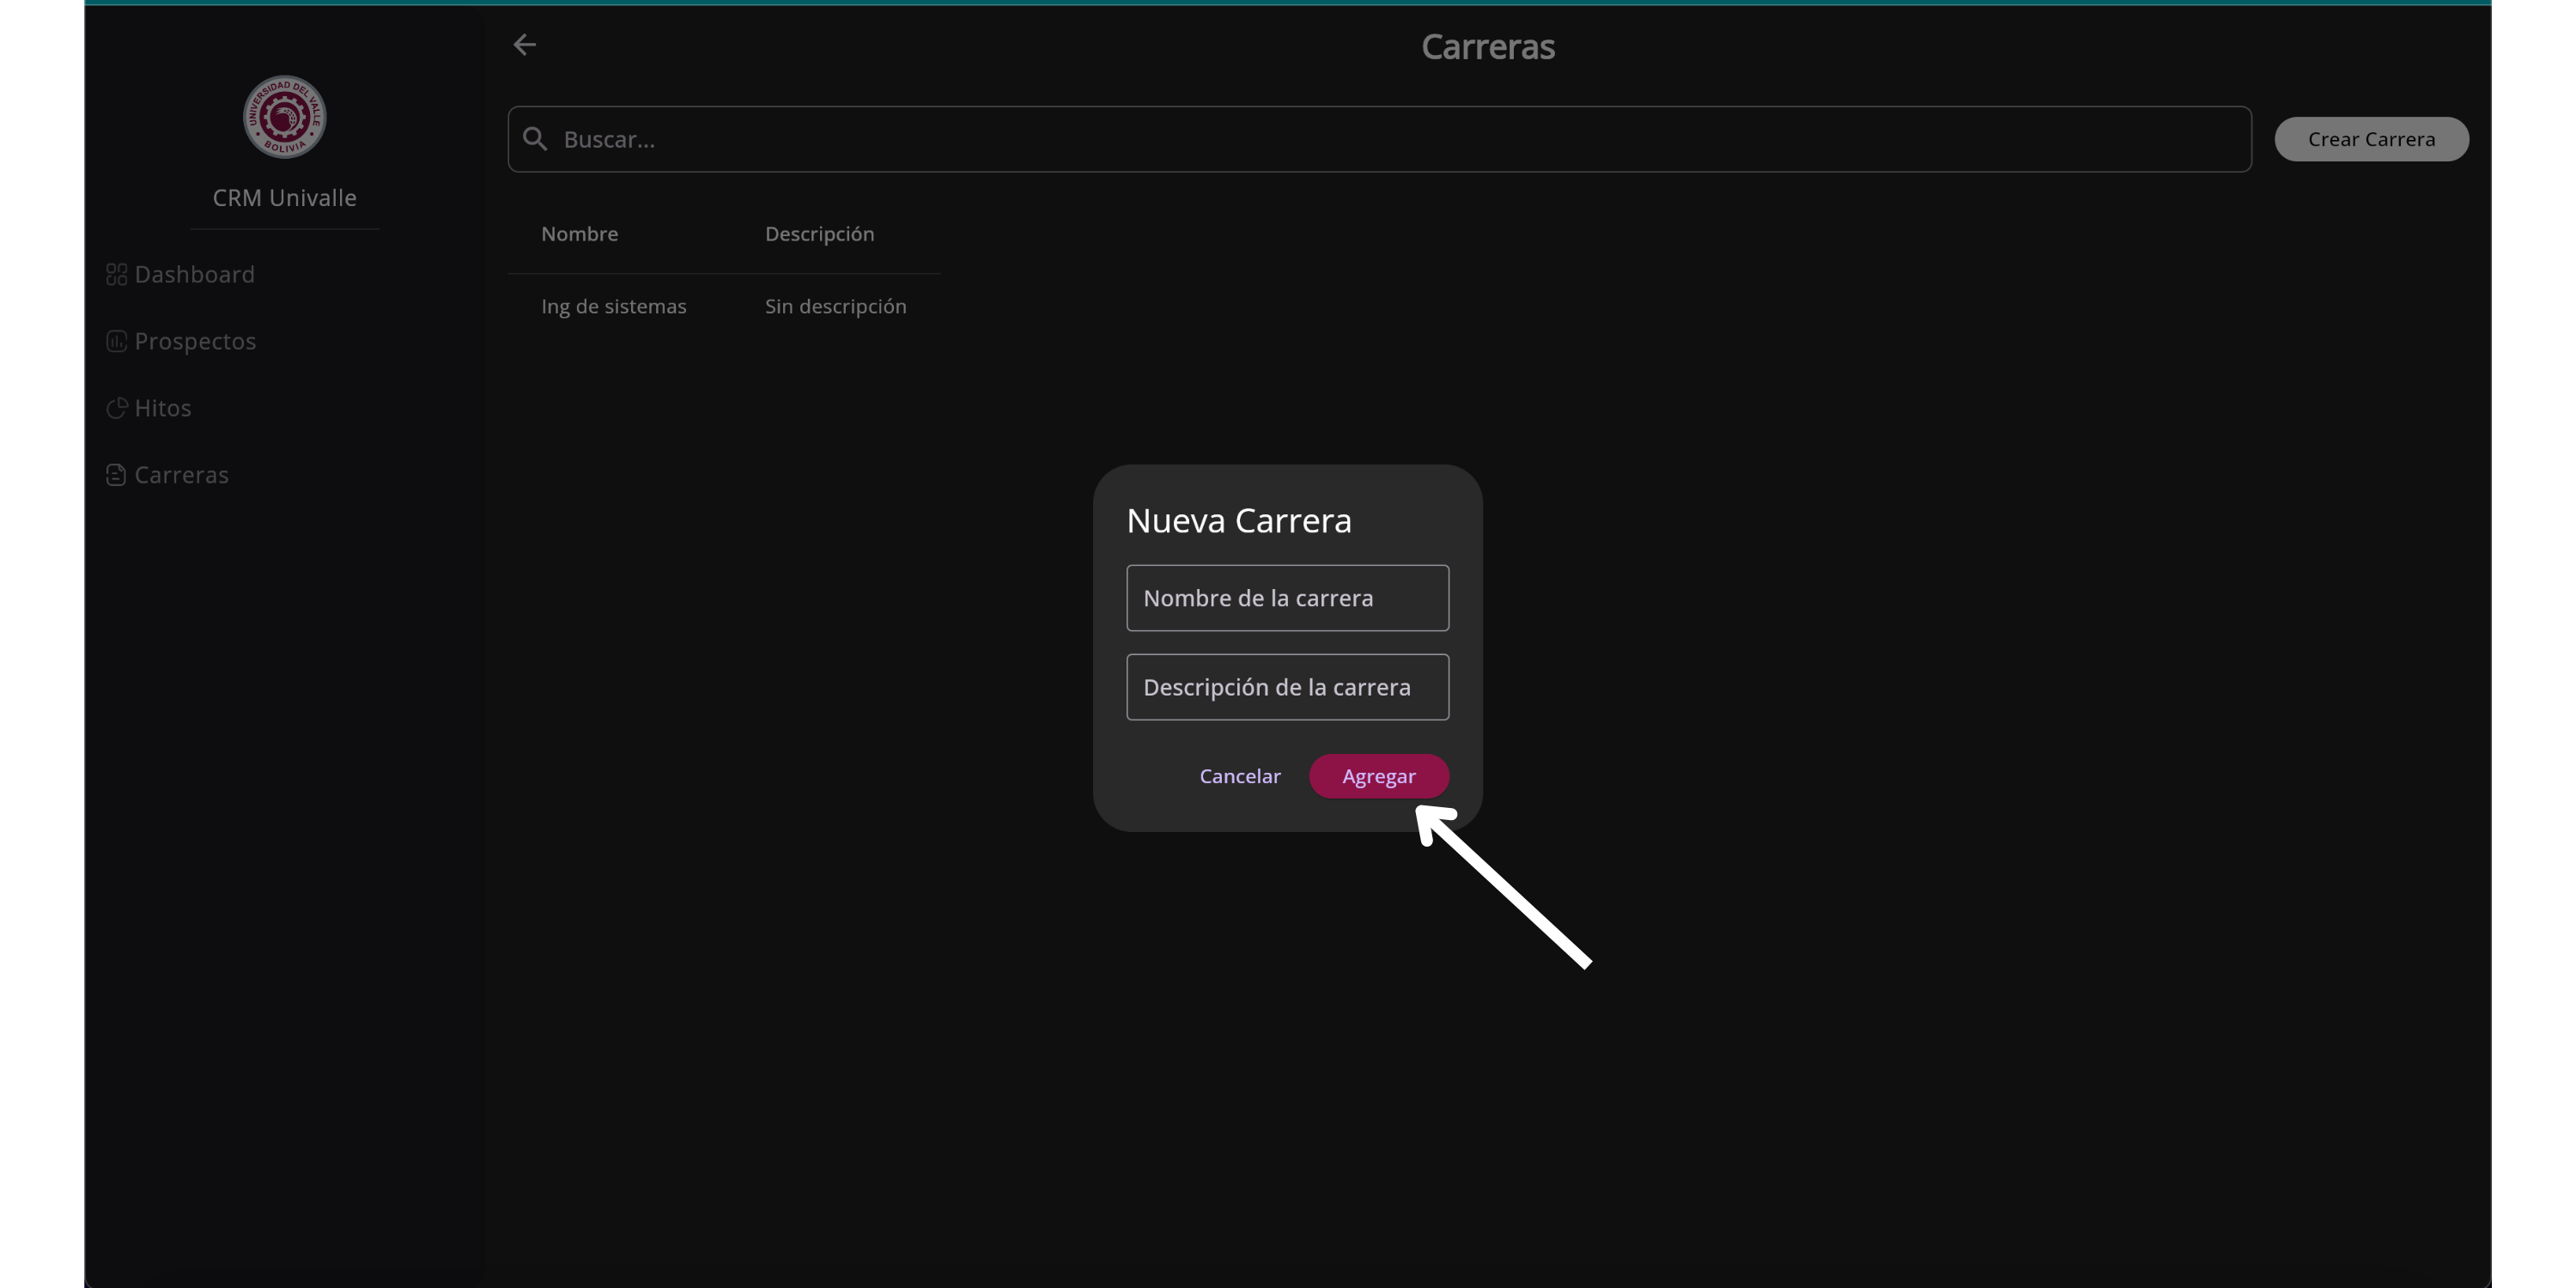 Carreras
UNIVERSIDAD DEL VALLE
BOLIVIA
CRM Univalle
Dashboard
Prospectos
Hitos
Carreras
Buscar...
Crear Carrera
Nombre Descripción
Ing de sistemas Sin descripción
Nueva Carrera
Nombre de la carrera
Descripción de la carrera
Cancelar Agregar